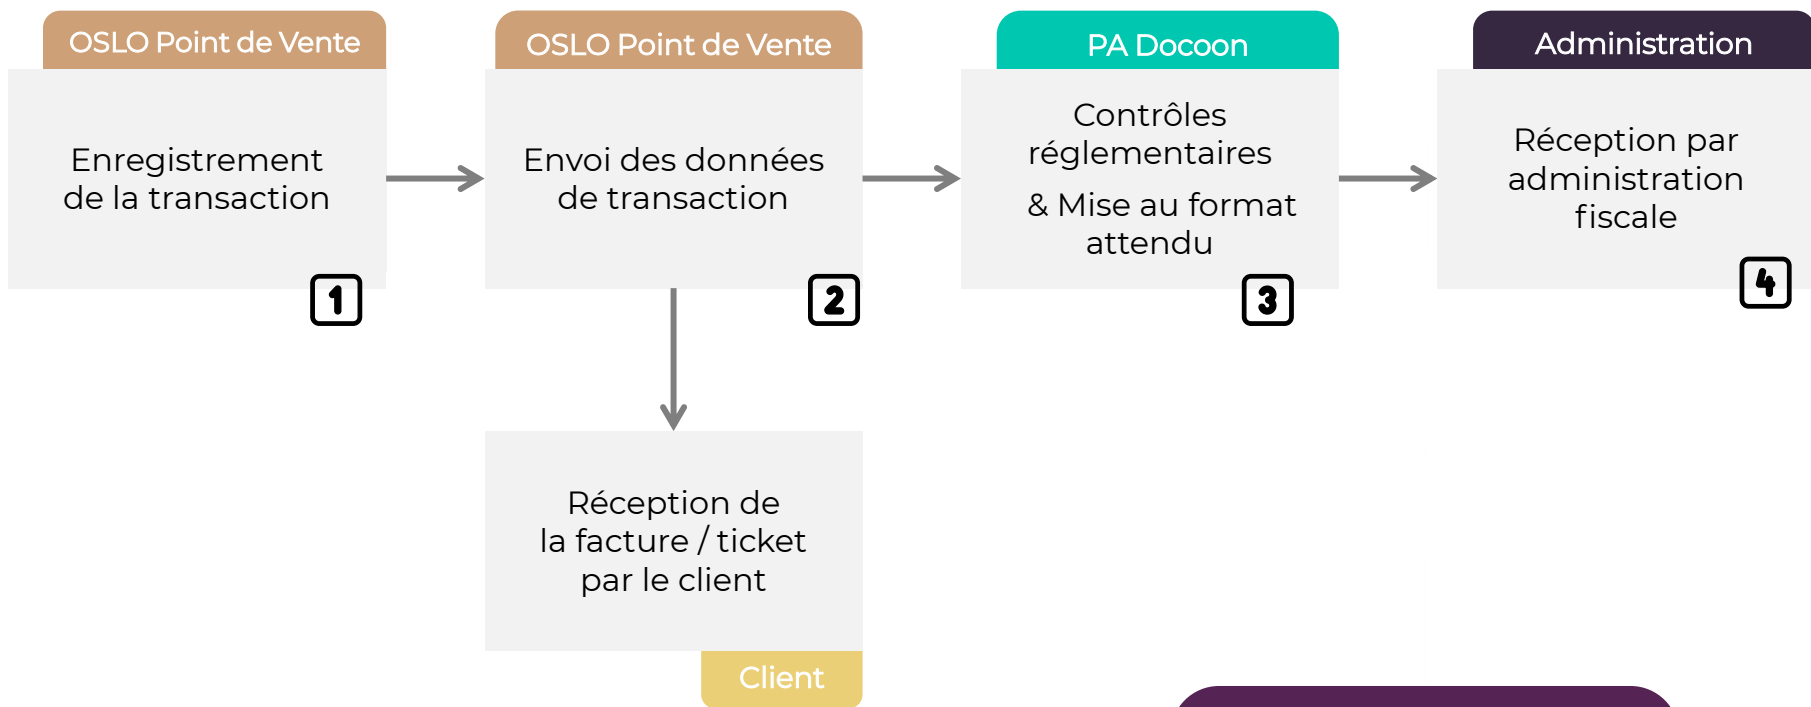 OSLO Point de Vente
Enregistrement
de la transaction
1
OSLO Point de Vente
Envoi des données
de transaction
2
PA Docoon
Contrôles
réglementaires
& Mise au format
attendu
3
Administration
Réception par
administration
fiscale
4
Réception de
la facture / ticket
par le client
Client